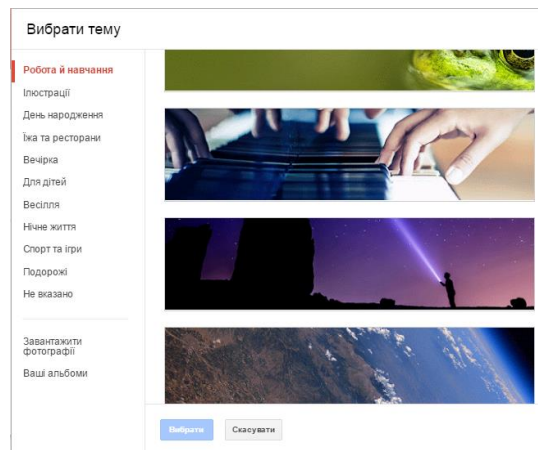 Вибрати тему
Робота й навчання
Ілюстрації
День народження
Їжа та ресторани
Вечірка
Для дітей
Весілля
Нічне життя
Спорт та ігри
Подорожі
Не вказано
Завантажити
фотографії
Ваші альбоми
Вибрати
Скасувати